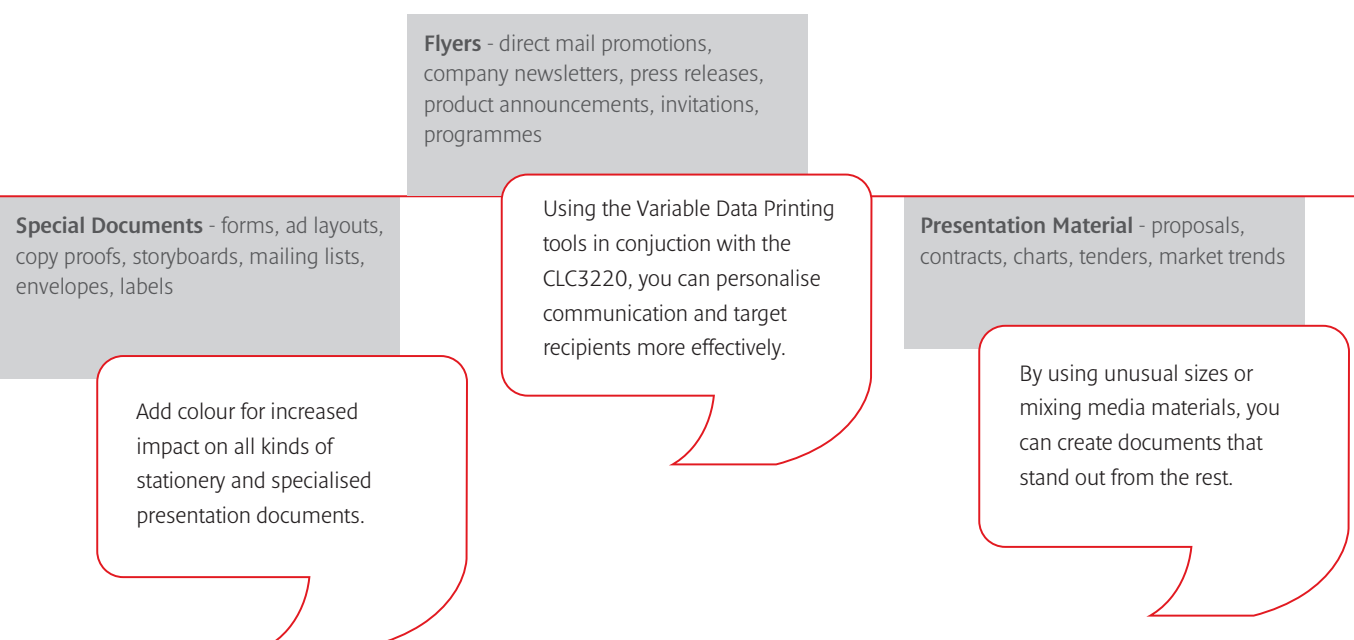 Flyers - direct mail promotions,
company newsletters, press releases,
product announcements, invitations,
programmes
Special Documents - forms, ad layouts,
copy proofs, storyboards, mailing lists,
envelopes, labels
Using the Variable Data Printing
tools in conjuction with the
CLC3220, you can personalise
communication and target
recipients more effectively.
Presentation Material - proposals,
contracts, charts, tenders, market trends
Add colour for increased
impact on all kinds of
stationery and specialised
presentation documents.
By using unusual sizes or
mixing media materials, you
can create documents that
stand out from the rest.